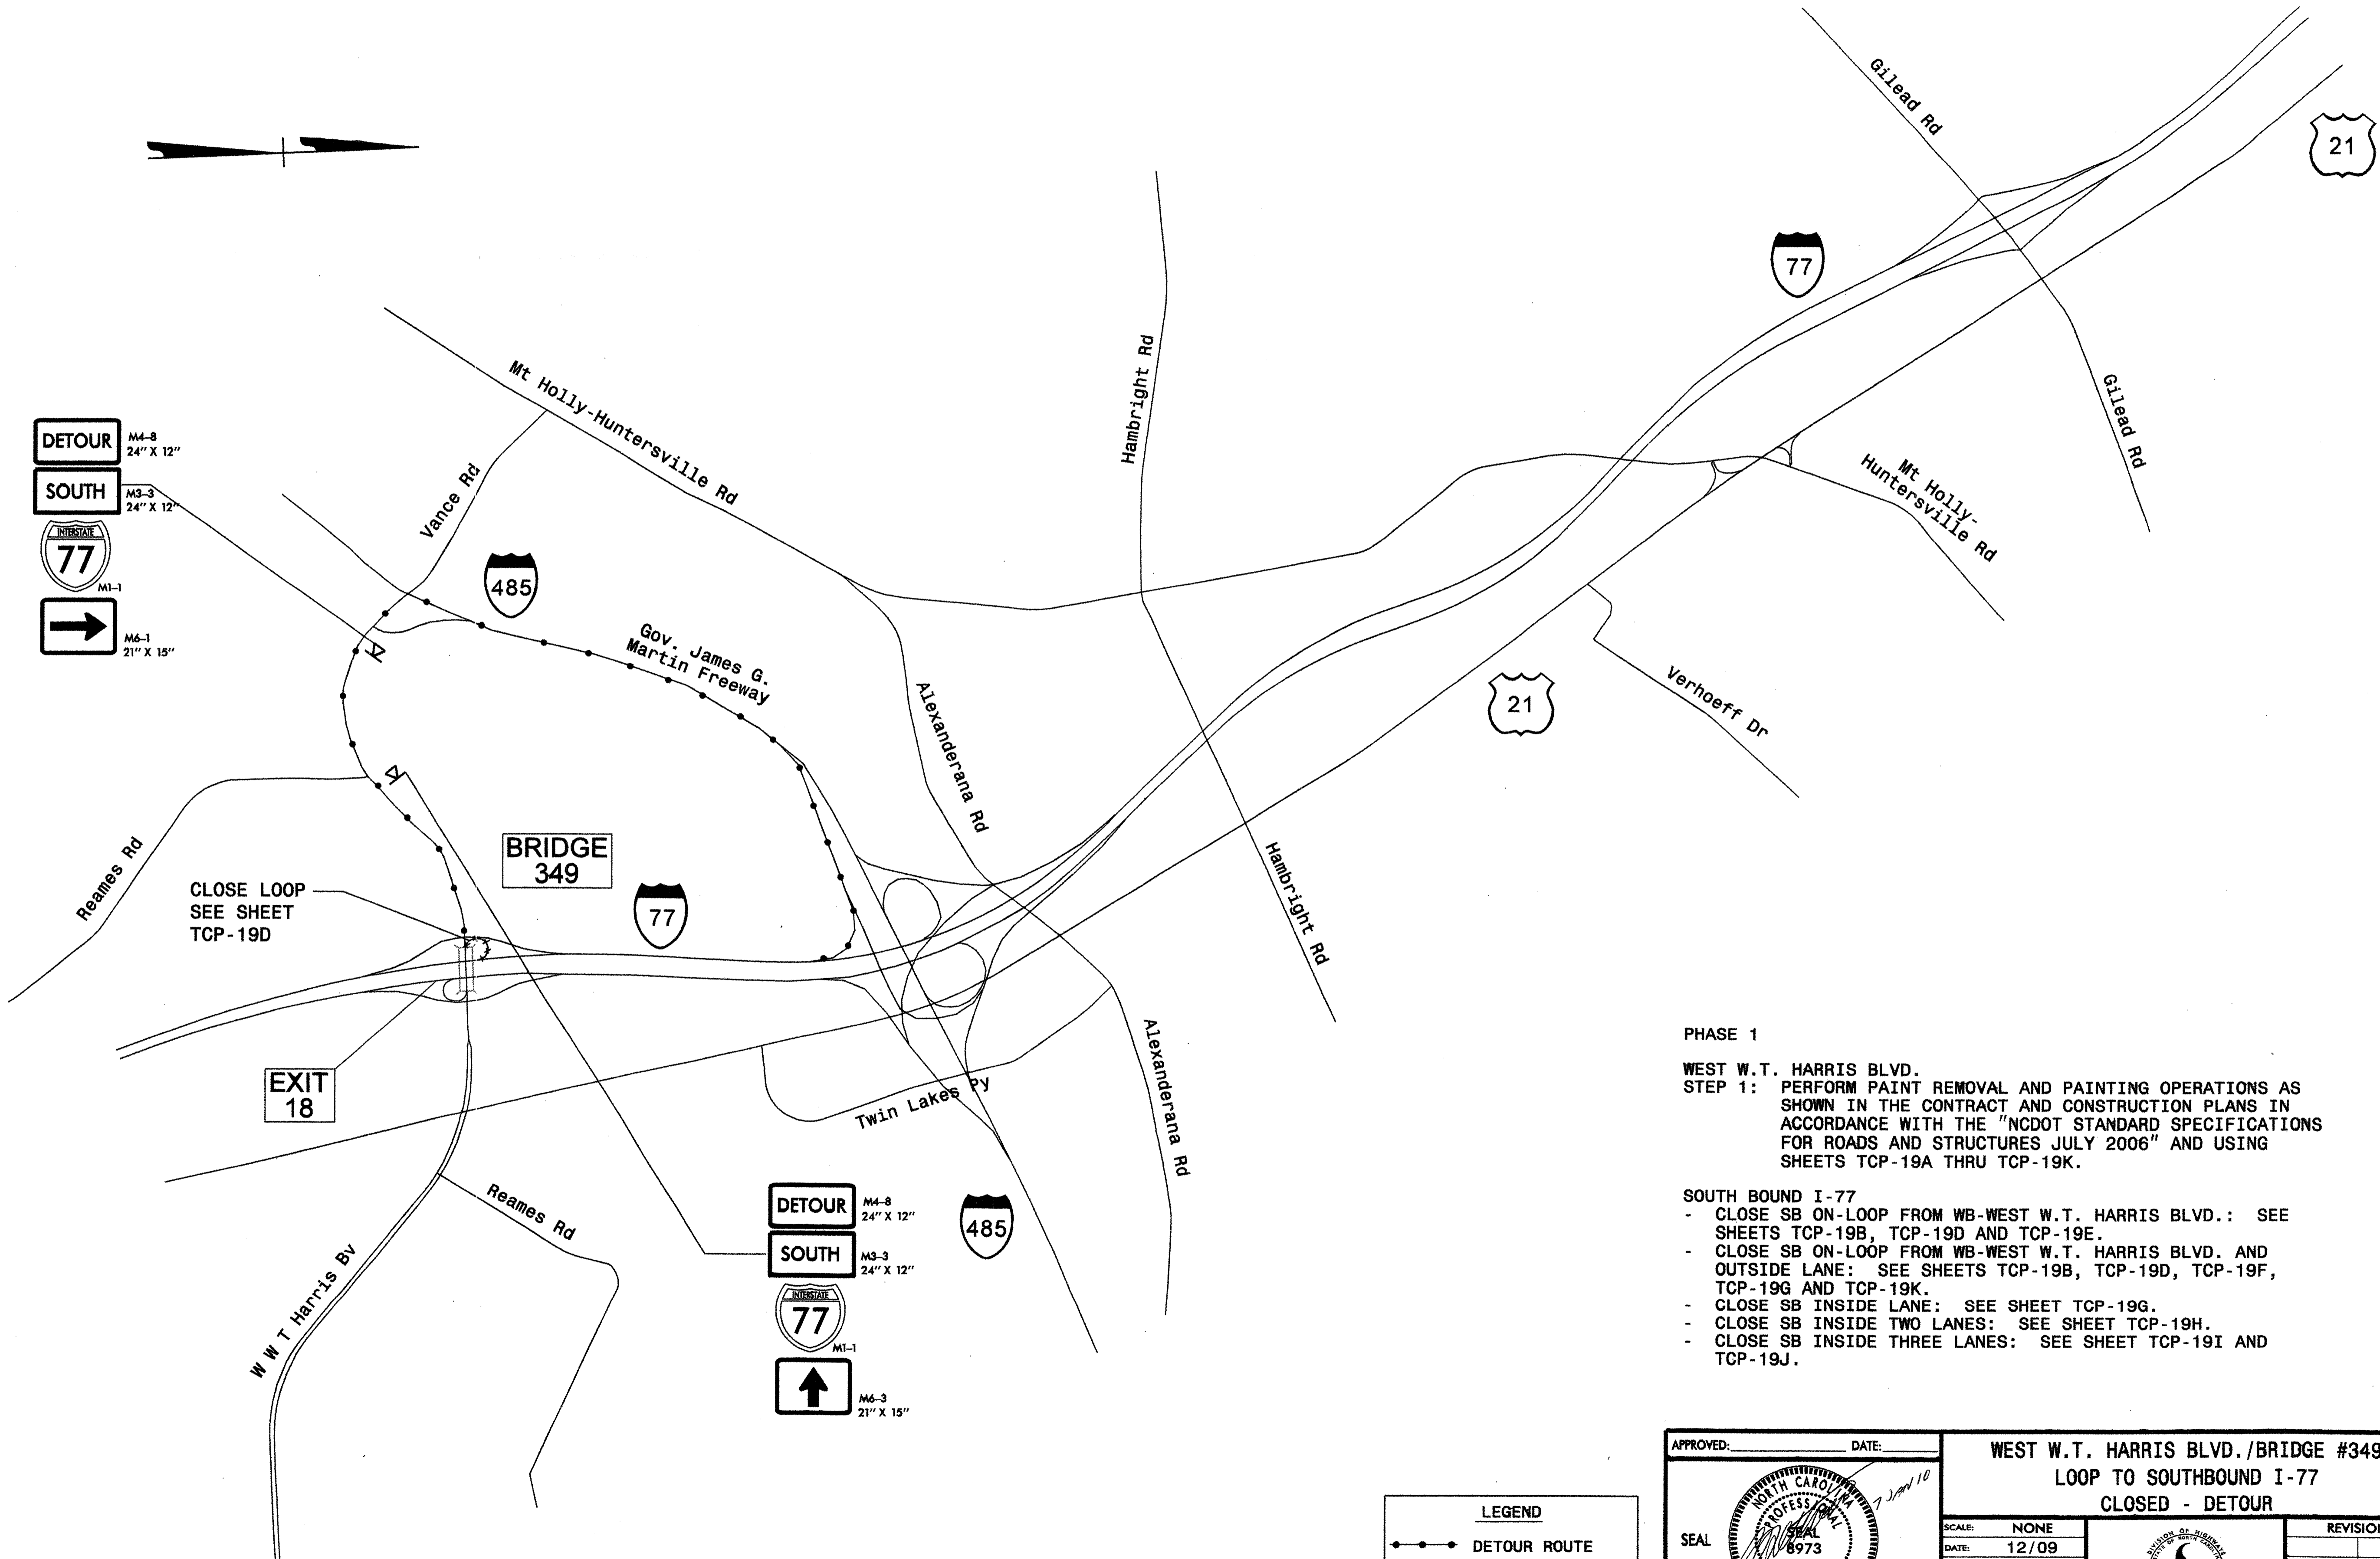 Gilead Rd
21
77
Gilead Rd
Mt Holly-Huntersville Rd
Hambright Rd
DETOUR
M4-8
24" X 12"
SOUTH
M3-3
24" X 12"
INTERSTATE
77
M1-1
M6-1
21" X 15"
Vance Rd
485
Mt Holly-
Huntersville Rd
Gov. James G.
Martin Freeway
Verhoeff Dr
21
Alexanderana Rd
Reames Rd
BRIDGE
349
77
CLOSE LOOP
SEE SHEET
TCP-19D
Hambright Rd
EXIT
18
Twin Lakes Py
Alexanderana Rd
Reames Rd
W W T Harris Bv
DETOUR
M4-8
24" X 12"
SOUTH
M3-3
24" X 12"
INTERSTATE
77
M1-1
M6-3
21" X 15"
485
PHASE 1
WEST W.T. HARRIS BLVD.
STEP 1: PERFORM PAINT REMOVAL AND PAINTING OPERATIONS AS
SHOWN IN THE CONTRACT AND CONSTRUCTION PLANS IN
ACCORDANCE WITH THE "NCDOT STANDARD SPECIFICATIONS
FOR ROADS AND STRUCTURES JULY 2006" AND USING
SHEETS TCP-19A THRU TCP-19K.
SOUTH BOUND I-77
- CLOSE SB ON-LOOP FROM WB-WEST W.T. HARRIS BLVD.: SEE
SHEETS TCP-19B, TCP-19D AND TCP-19E.
- CLOSE SB ON-LOOP FROM WB-WEST W.T. HARRIS BLVD. AND
OUTSIDE LANE: SEE SHEETS TCP-19B, TCP-19D, TCP-19F,
TCP-19G AND TCP-19K.
- CLOSE SB INSIDE LANE: SEE SHEET TCP-19G.
- CLOSE SB INSIDE TWO LANES: SEE SHEET TCP-19H.
- CLOSE SB INSIDE THREE LANES: SEE SHEET TCP-19I AND
TCP-19J.
LEGEND
DETOUR ROUTE
APPROVED: DATE:
SEAL
NORTH CAROLINA
PROFESSIONAL
SEAL
8973
WEST W.T. HARRIS BLVD./BRIDGE #349
LOOP TO SOUTHBOUND I-77
CLOSED - DETOUR
SCALE: NONE
DATE: 12/09
DIVISION OF HIGHWAY
STATE OF NORTH CAROLINA
REVISION